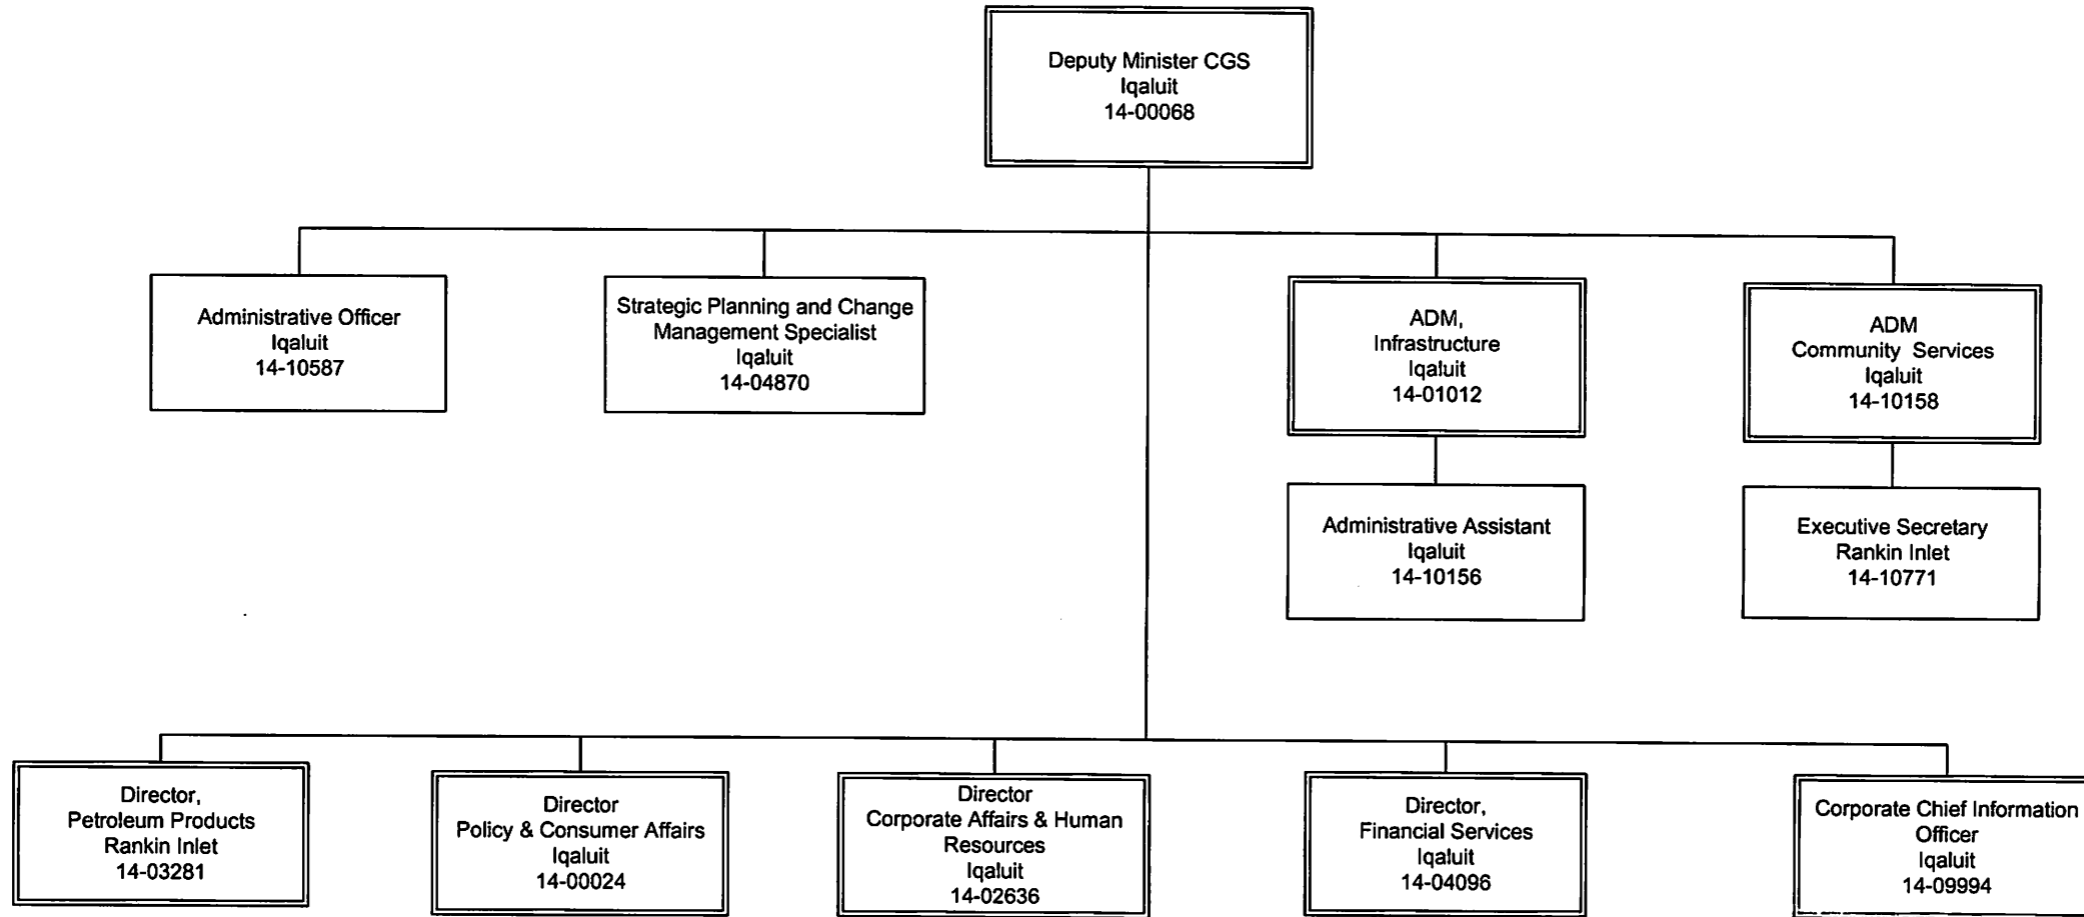 Deputy Minister CGS
Iqaluit
14-00068
Administrative Officer
Iqaluit
14-10587
Strategic Planning and Change
Management Specialist
Iqaluit
14-04870
ADM,
Infrastructure
Iqaluit
14-01012
ADM
Community Services
Iqaluit
14-10158
Administrative Assistant
Iqaluit
14-10156
Executive Secretary
Rankin Inlet
14-10771
Director,
Petroleum Products
Rankin Inlet
14-03281
Director
Policy & Consumer Affairs
Iqaluit
14-00024
Director
Corporate Affairs & Human
Resources
Iqaluit
14-02636
Director,
Financial Services
Iqaluit
14-04096
Corporate Chief Information
Officer
Iqaluit
14-09994